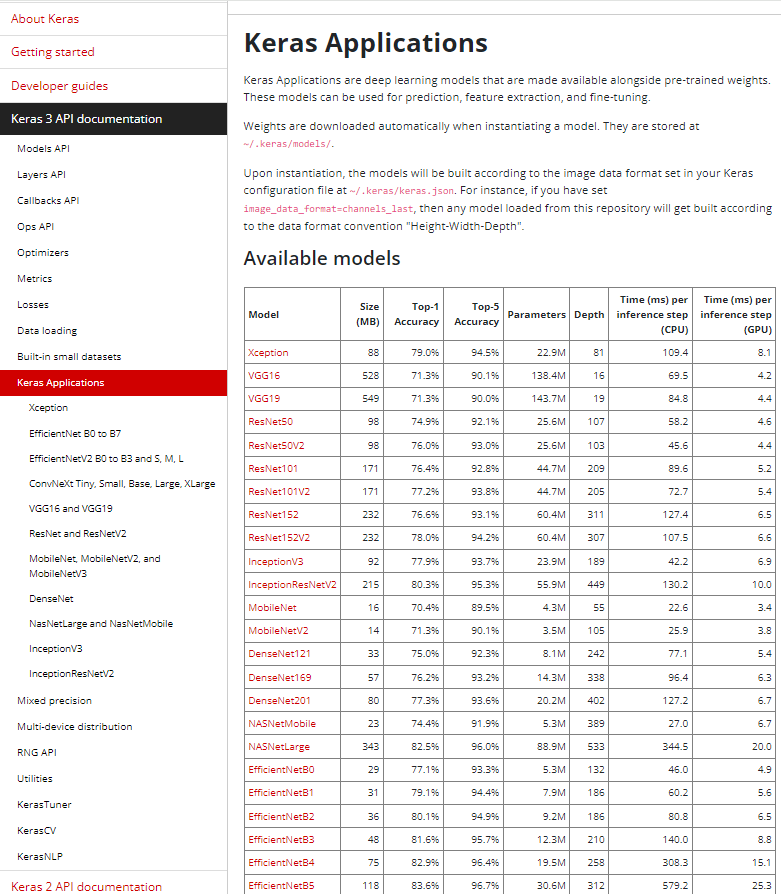 About Keras
Getting started
Developer guides
Keras 3 API documentation
Models API
Layers API
Callbacks API
Ops API
Optimizers
Metrics
Losses
Data loading
Built-in small datasets
Keras Applications
Xception
EfficientNet B0 to B7
EfficientNetV2 B0 to B3 and S, M, L
ConvNeXt Tiny, Small, Base, Large, XLarge
VGG16 and VGG19
ResNet and ResNetV2
MobileNet, MobileNetV2, and
MobileNetV3
DenseNet
NasNetLarge and NasNetMobile
InceptionV3
InceptionResNetV2
Mixed precision
Multi-device distribution
RNG API
Utilities
KerasTuner
KerasCV
KerasNLP
Keras 2 API documentation
Keras Applications
Keras Applications are deep learning models that are made available alongside pre-trained weights.
These models can be used for prediction, feature extraction, and fine-tuning.
Weights are downloaded automatically when instantiating a model. They are stored at
~/.keras/models/.
Upon instantiation, the models will be built according to the image data format set in your Keras
configuration file at ~/.keras/keras.json. For instance, if you have set
image_data_format=channels_last, then any model loaded from this repository will get built according
to the data format convention "Height-Width-Depth".
Available models
Model Size (MB) Top-1 Accuracy Top-5 Accuracy Parameters Depth Time (ms) per inference step (CPU) Time (ms) per inference step (GPU)
Xception 88 79.0% 94.5% 22.9M 81 109.4 8.1
VGG16 528 71.3% 90.1% 138.4M 16 69.5 4.2
VGG19 549 71.3% 90.0% 143.7M 19 84.8 4.4
ResNet50 98 74.9% 92.1% 25.6M 107 58.2 4.6
ResNet50V2 98 76.0% 93.0% 25.6M 103 45.6 4.4
ResNet101 171 76.4% 92.8% 44.7M 209 89.6 5.2
ResNet101V2 171 77.2% 93.8% 44.7M 205 72.7 5.4
ResNet152 232 76.6% 93.1% 60.4M 311 127.4 6.5
ResNet152V2 232 78.0% 94.2% 60.4M 307 107.5 6.6
InceptionV3 92 77.9% 93.7% 23.9M 189 42.2 6.9
InceptionResNetV2 215 80.3% 95.3% 55.9M 449 130.2 10.0
MobileNet 16 70.4% 89.5% 4.3M 55 22.6 3.4
MobileNetV2 14 71.3% 90.1% 3.5M 105 25.9 3.8
DenseNet121 33 75.0% 92.3% 8.1M 242 77.1 5.4
DenseNet169 57 76.2% 93.2% 14.3M 338 96.4 6.3
DenseNet201 80 77.3% 93.6% 20.2M 402 127.2 6.7
NASNetMobile 23 74.4% 91.9% 5.3M 389 27.0 6.7
NASNetLarge 343 82.5% 96.0% 88.9M 533 344.5 20.0
EfficientNetB0 29 77.1% 93.3% 5.3M 132 46.0 4.9
EfficientNetB1 31 79.1% 94.4% 7.9M 186 60.2 5.6
EfficientNetB2 36 80.1% 94.9% 9.2M 186 80.8 6.5
EfficientNetB3 48 81.6% 95.7% 12.3M 210 140.0 8.8
EfficientNetB4 75 82.9% 96.4% 19.5M 258 308.3 15.1
EfficientNetB5 118 83.6% 96.7% 30.6M 312 579.2 25.3